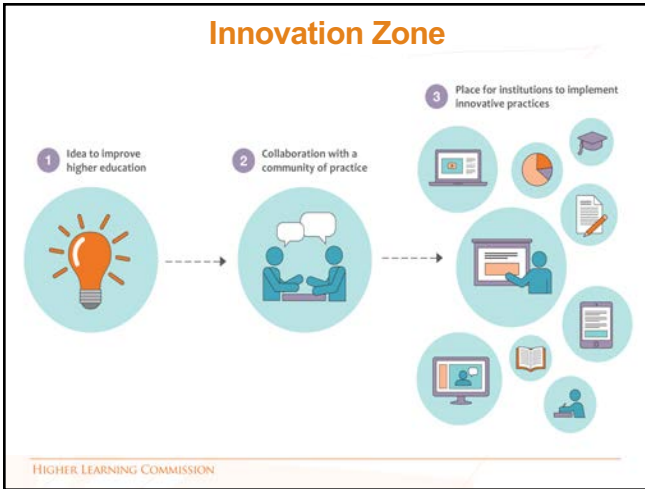 Innovation Zone
1 Idea to improve
higher education
2 Collaboration with a
community of practice
3 Place for institutions to implement
innovative practices
HIGHER LEARNING COMMISSION